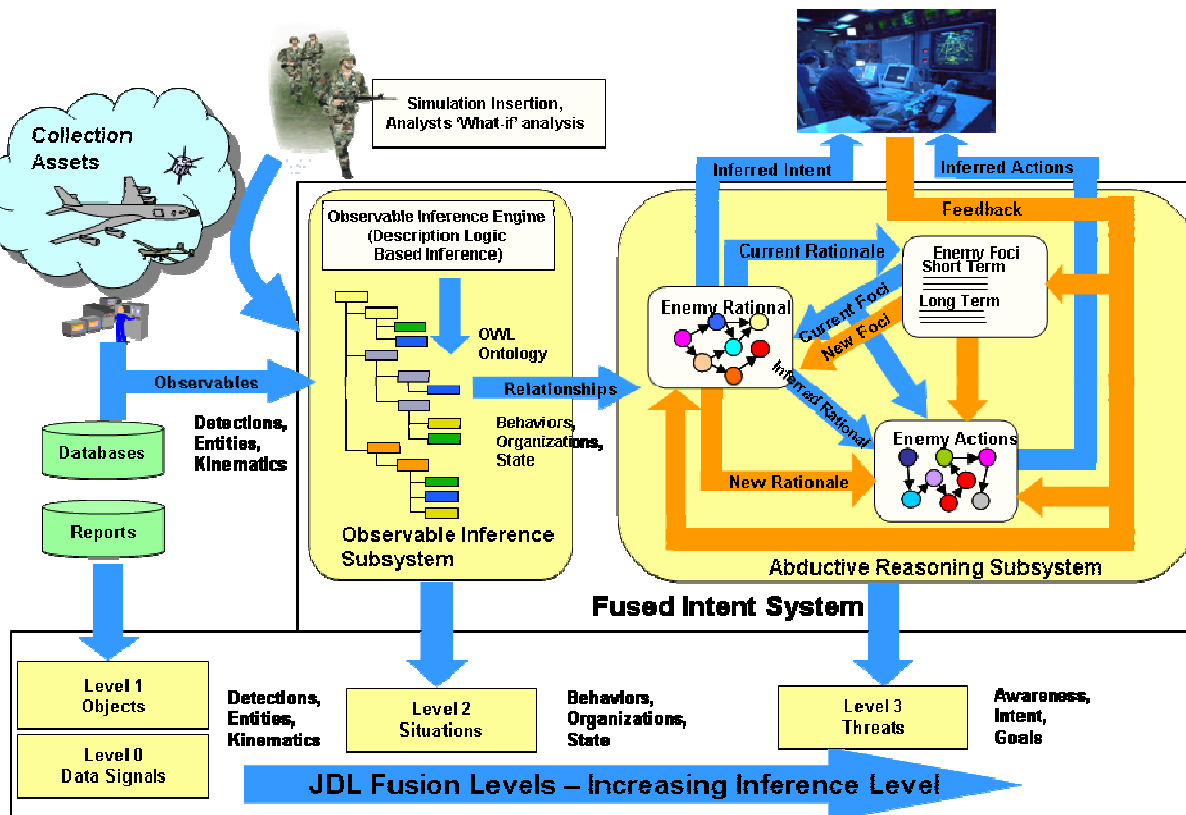 Simulation Insertion,
Analysts 'What-if' analysis
Collection
Assets
Inferred Intent
Inferred Actions
Feedback
Observable Inference Engine
(Description Logic
Based Inference)
Current Rationale
Enemy Foci
Short Term
Long Term
Enemy Rational
Current Foci
New Foci
OWL
Ontology
Observables
Relationships
Inferred Rational
Detections,
Entities,
Kinematics
Behaviors,
Organizations,
State
Databases
Enemy Actions
New Rationale
Reports
Observable Inference
Subsystem
Abductive Reasoning Subsystem
Fused Intent System
Level 1
Objects
Detections,
Entities,
Kinematics
Level 2
Situations
Behaviors,
Organizations,
State
Level 3
Threats
Awareness,
Intent,
Goals
Level 0
Data Signals
JDL Fusion Levels – Increasing Inference Level